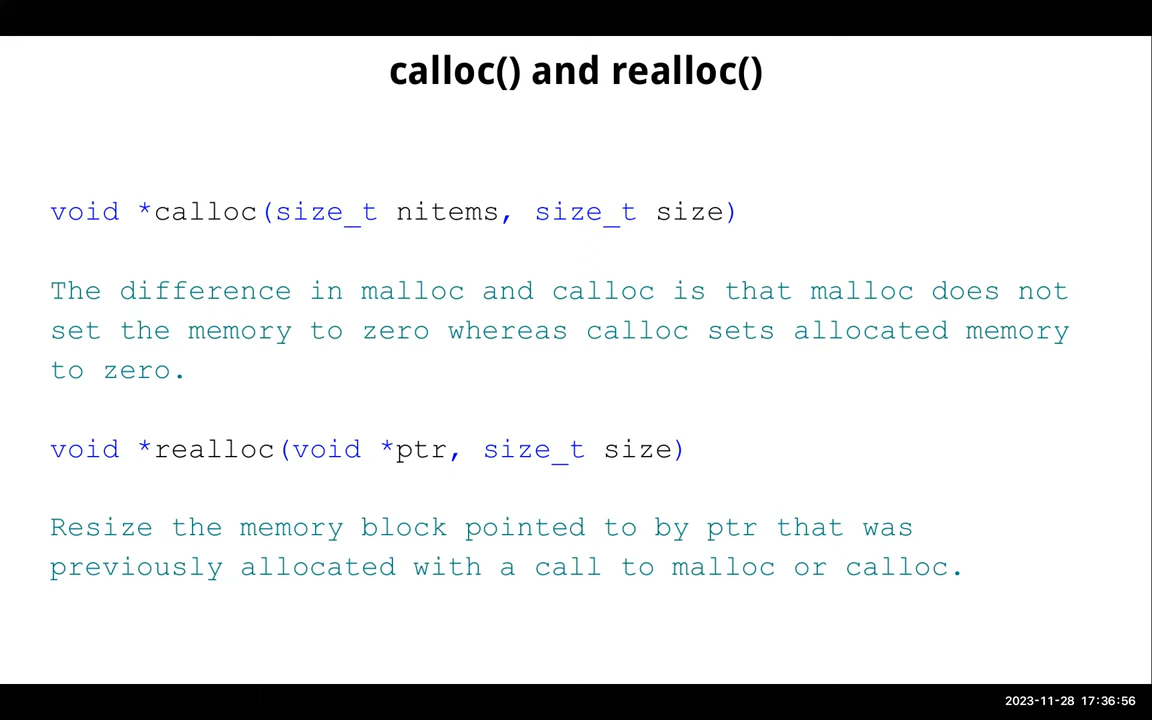 calloc() and realloc()
void *calloc(size_t nitems, size_t size)
The difference in malloc and calloc is that malloc does not
set the memory to zero whereas calloc sets allocated memory
to zero.
void *realloc(void *ptr, size_t size)
Resize the memory block pointed to by ptr that was
previously allocated with a call to malloc or calloc.
2023-11-28 17:36:56